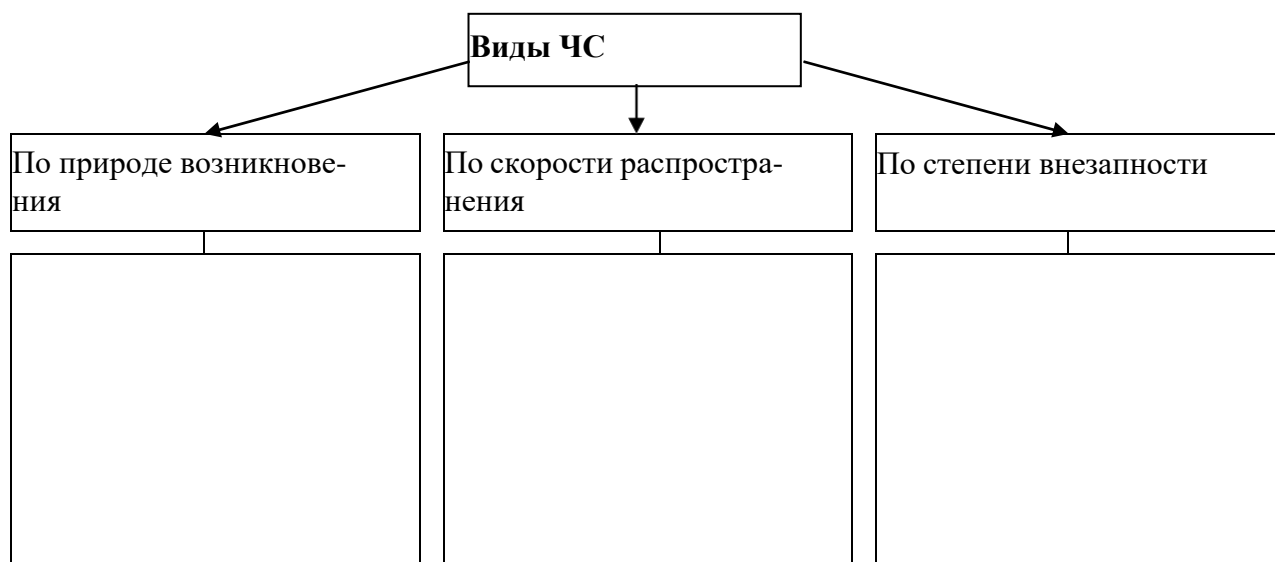 Виды ЧС
По природе возникнове-
ния
По скорости распростра-
нения
По степени внезапности